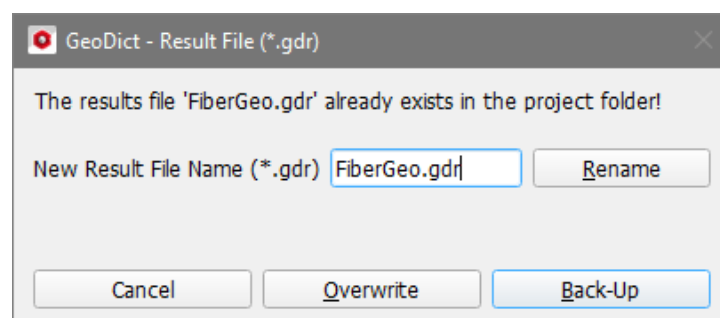 GeoDict - Result File (*.gdr)
The results file 'FiberGeo.gdr' already exists in the project folder!
New Result File Name (*.gdr) FiberGeo.gdr Rename
Cancel Overwrite Back-Up